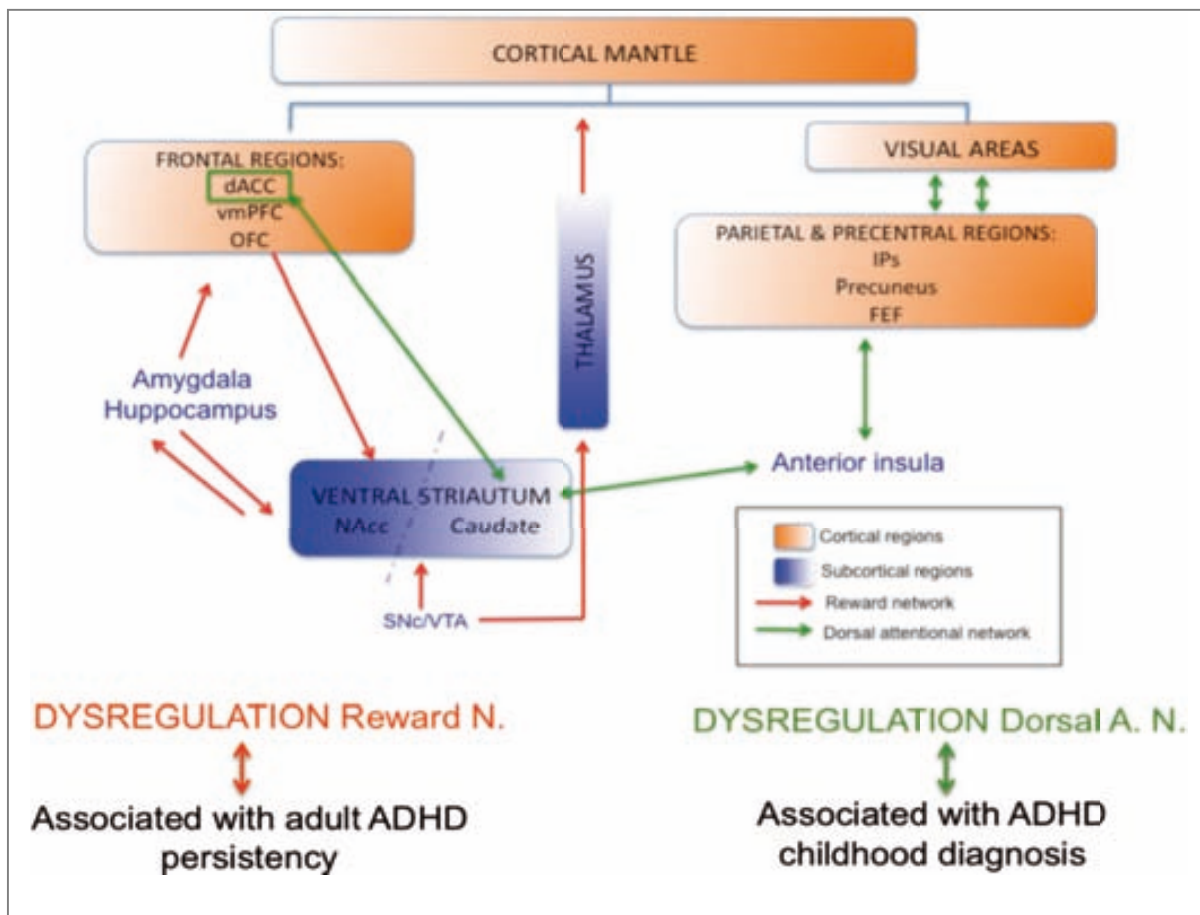 CORTICAL MANTLE
FRONTAL REGIONS:
dACC
vmPFC
OFC
VISUAL AREAS
PARIETAL & PRECENTRAL REGIONS:
IPs
Precuneus
FEF
THALAMUS
Amygdala
Huppocampus
VENTRAL STRIAUTUM
NAcc Caudate
Anterior insula
SNc/VTA
Cortical regions
Subcortical regions
Reward network
Dorsal attentional network
DYSREGULATION Reward N.
Associated with adult ADHD
persistency
DYSREGULATION Dorsal A. N.
Associated with ADHD
childhood diagnosis